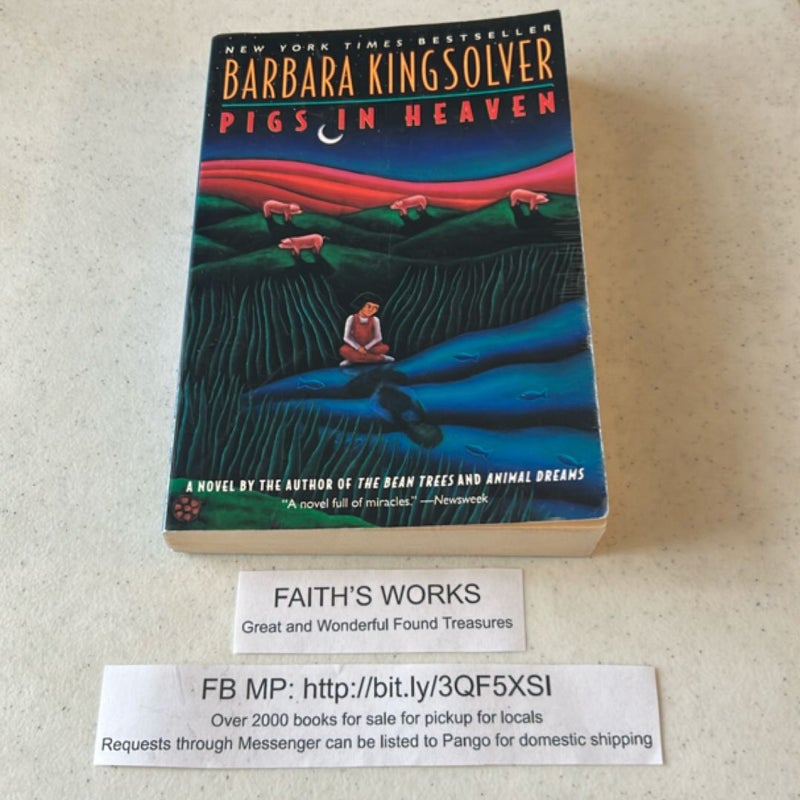 NEW YORK TIMES BESTSELLER
BARBARA KINGSOLVER
PIGS IN HEAVEN
A NOVEL BY THE AUTHOR OF THE BEAN TREES AND ANIMAL DREAMS
"A novel full of miracles." —Newsweek
FAITH'S WORKS
Great and Wonderful Found Treasures
FB MP: http://bit.ly/3QF5XSI
Over 2000 books for sale for pickup for locals
Requests through Messenger can be listed to Pango for domestic shipping